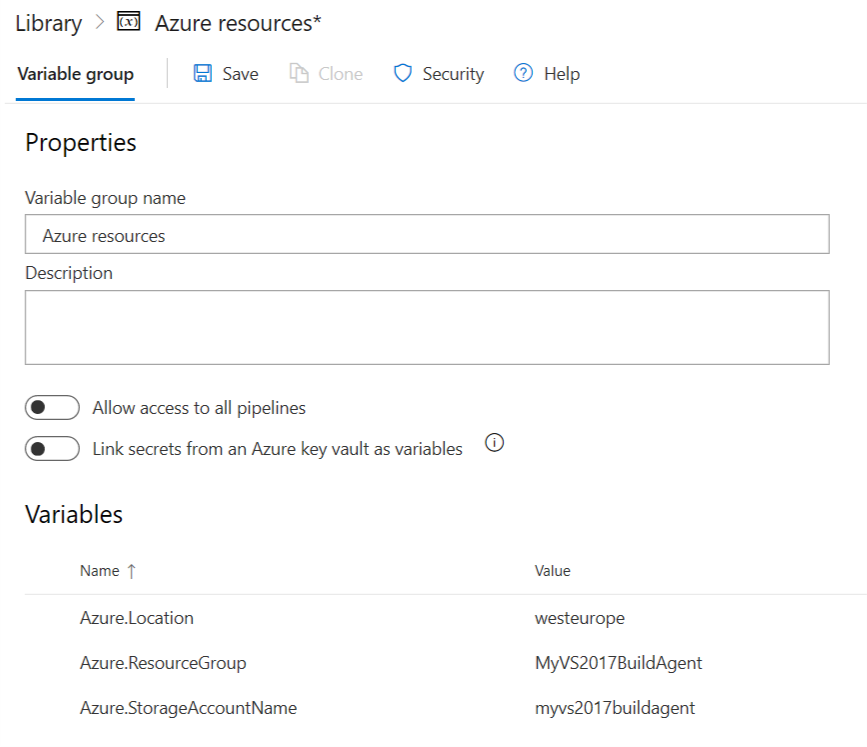 Library > (x) Azure resources*
Variable group Save Clone Security ? Help
Properties
Variable group name
Azure resources
Description
Allow access to all pipelines
Link secrets from an Azure key vault as variables i
Variables
Name ↑ Value
Azure.Location westeurope
Azure.ResourceGroup MyVS2017BuildAgent
Azure.StorageAccountName myvs2017buildagent